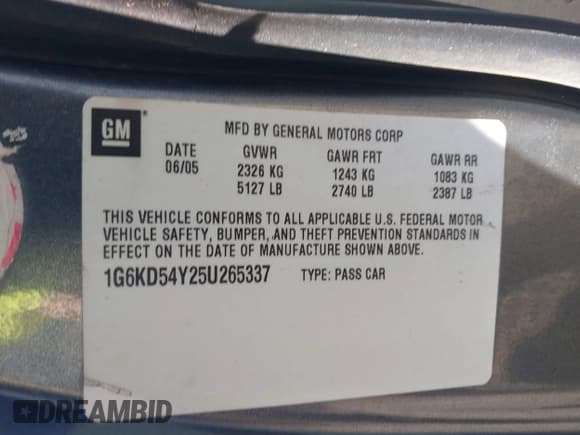 GM
MFD BY GENERAL MOTORS CORP
DATE GVWR GAWR FRT GAWR RR
06/05 2326 KG 1243 KG 1083 KG
5127 LB 2740 LB 2387 LB
THIS VEHICLE CONFORMS TO ALL APPLICABLE U.S. FEDERAL MOTOR
VEHICLE SAFETY, BUMPER, AND THEFT PREVENTION STANDARDS IN
EFFECT ON THE DATE OF MANUFACTURE SHOWN ABOVE.
1G6KD54Y25U265337 TYPE: PASS CAR
DREAMBID